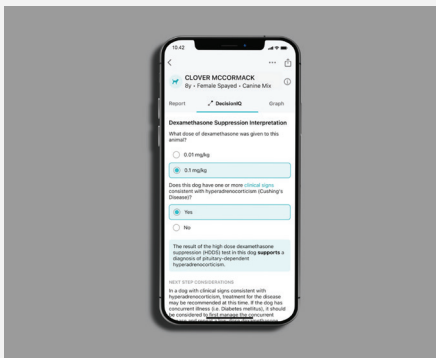 10:42
CLOVER MCCORMACK
8y • Female Spayed • Canine Mix
Report
DecisionIQ
Graph
Dexamethasone Suppression Interpretation
What dose of dexamethasone was given to this
animal?
0.01 mg/kg
0.1 mg/kg
Does this dog have one or more clinical signs
consistent with hyperadrenocorticism (Cushing's
Disease)?
Yes
No
The result of the high dose dexamethasone
suppression (HDDS) test in this dog supports a
diagnosis of pituitary-dependent
hyperadrenocorticism.
NEXT STEP CONSIDERATIONS
In a dog with clinical signs consistent with
hyperadrenocorticism, treatment for the disease
may be recommended at this time. If the dog has
concurrent illness (i.e. Diabetes mellitus), it should
be considered to first manage the concurrent